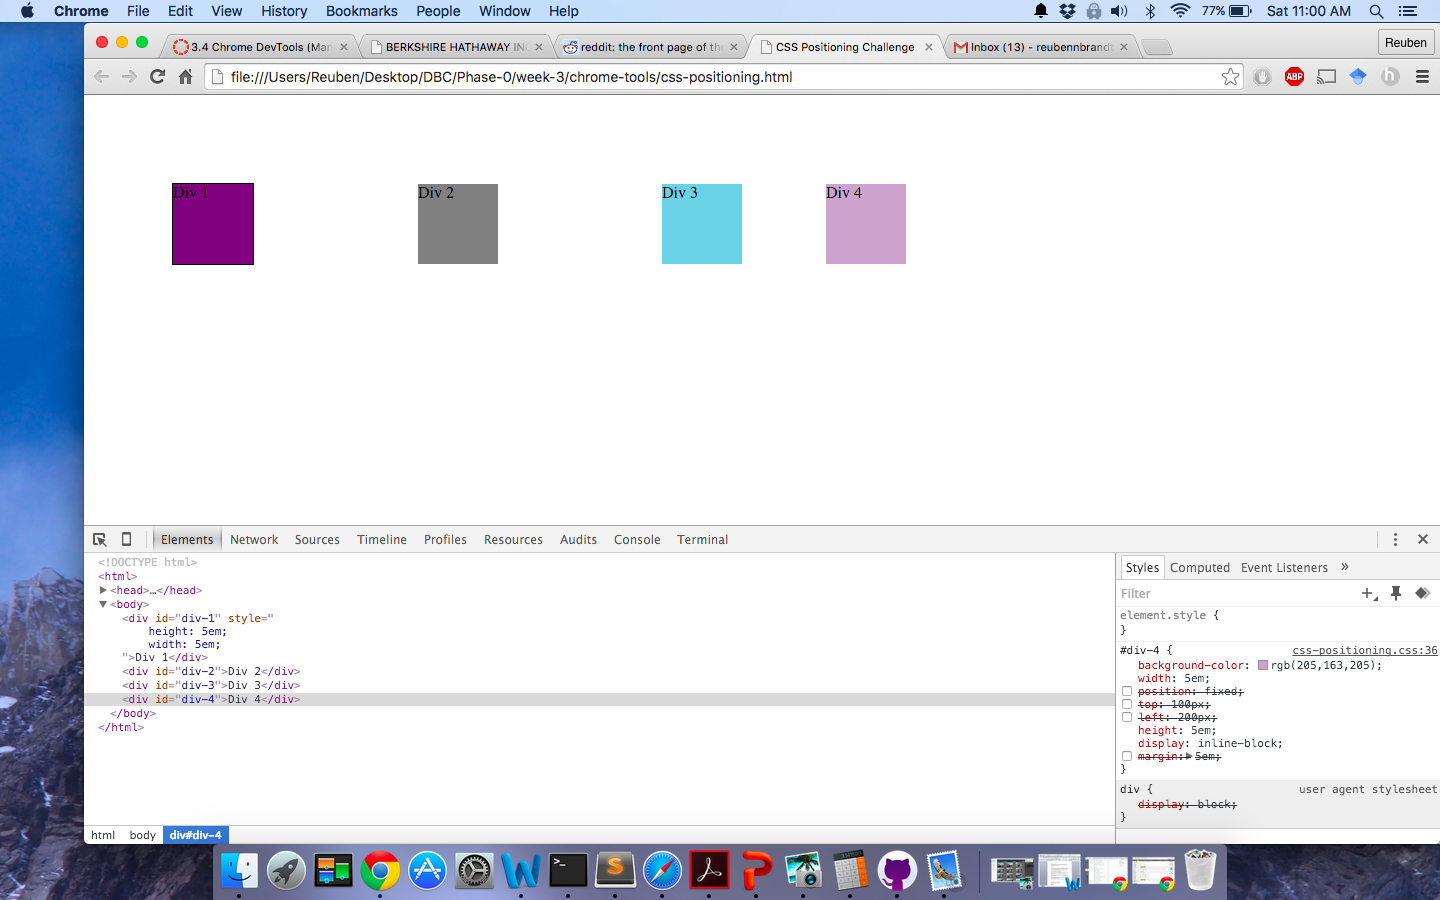 Chrome File Edit View History Bookmarks People Window Help 77% Sat 11:00 AM
3.4 Chrome DevTools (Man BERKSHIRE HATHAWAY INC reddit: the front page of the CSS Positioning Challenge Inbox (13) - reubennbrandt Reuben
file:///Users/Reuben/Desktop/DBC/Phase-0/week-3/chrome-tools/css-positioning.html ABP h
Div 1 Div 2 Div 3 Div 4
Elements Network Sources Timeline Profiles Resources Audits Console Terminal
<!DOCTYPE html>
<html>
<head>…</head>
<body>
<div id="div-1" style="
height: 5em;
width: 5em;
">Div 1</div>
<div id="div-2">Div 2</div>
<div id="div-3">Div 3</div>
<div id="div-4">Div 4</div>
</body>
</html>
html body div#div-4
Styles Computed Event Listeners »
Filter
element.style {
}
#div-4 { css-positioning.css:36
background-color: rgb(205,163,205);
width: 5em;
position: fixed;
top: 100px;
left: 200px;
height: 5em;
display: inline-block;
margin: 5em;
}
div { user agent stylesheet
display: block;
}